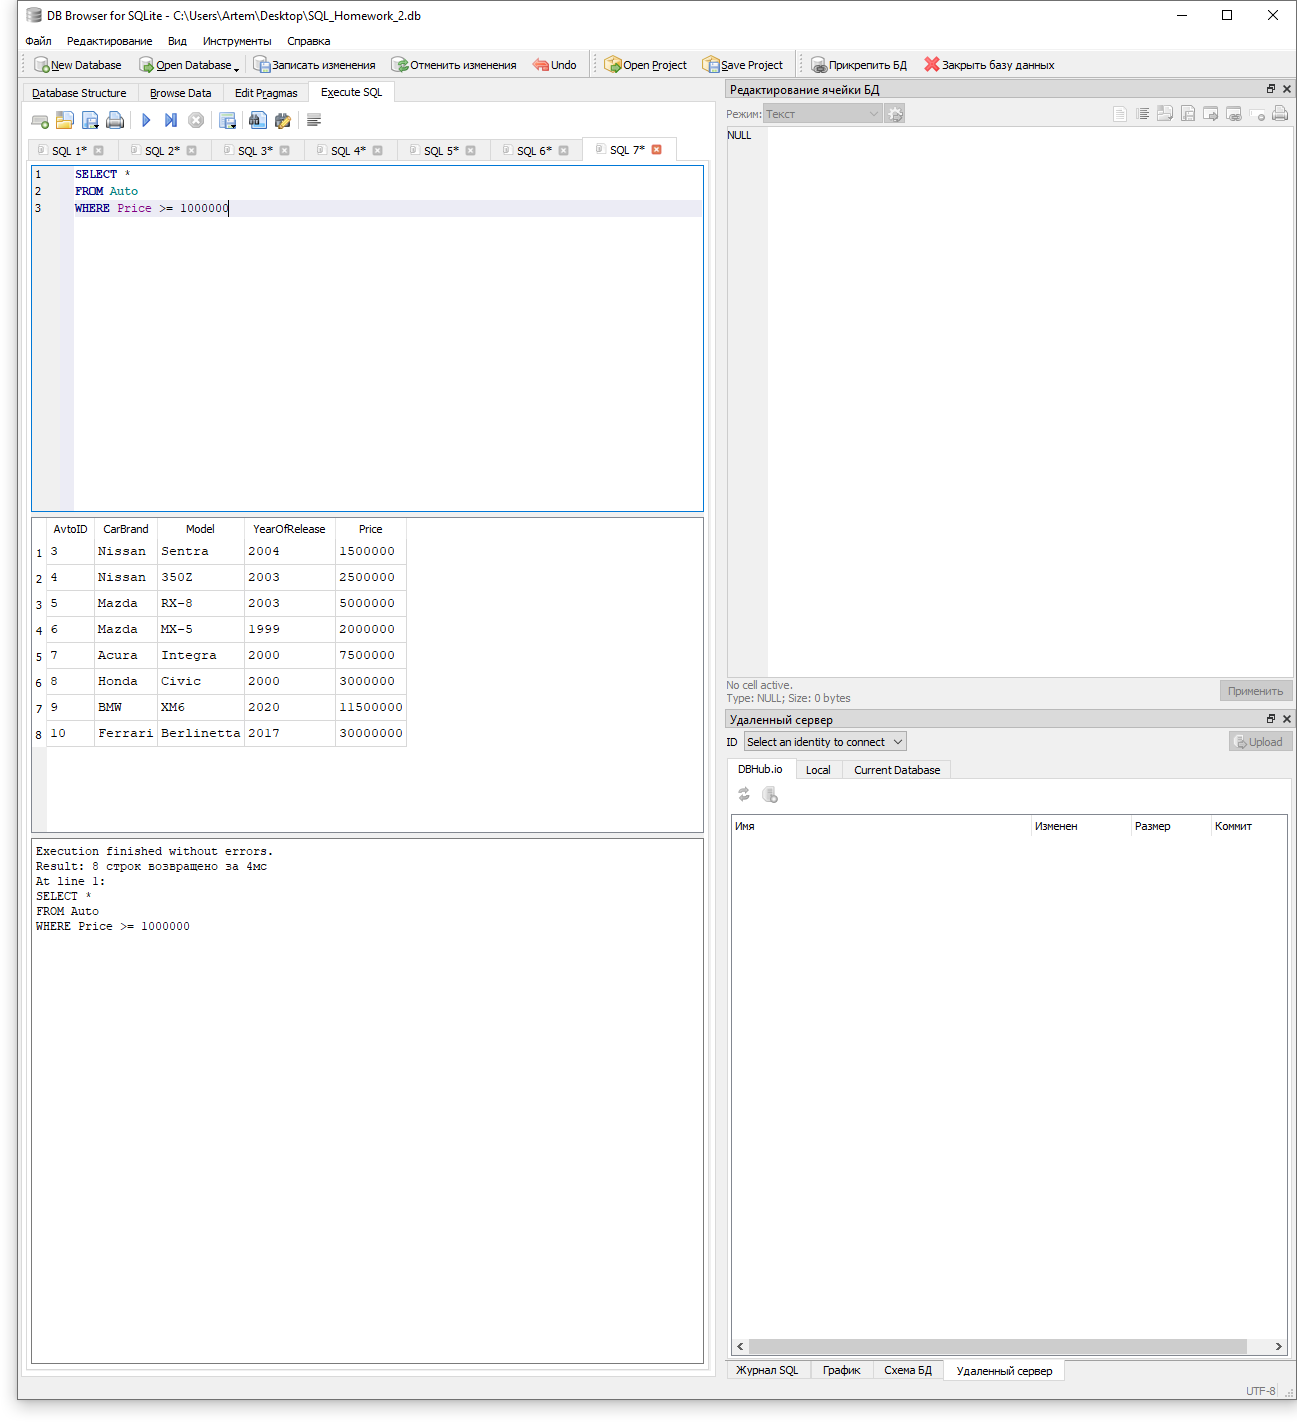 DB Browser for SQLite - C:\Users\Artem\Desktop\SQL_Homework_2.db
Файл Редактирование Вид Инструменты Справка
New Database Open Database Записать изменения Отменить изменения Undo Open Project Save Project Прикрепить БД Закрыть базу данных
Database Structure Browse Data Edit Pragmas Execute SQL
SQL 1* SQL 2* SQL 3* SQL 4* SQL 5* SQL 6* SQL 7*
1 SELECT *
2 FROM Auto
3 WHERE Price >= 1000000
AvtoID CarBrand Model YearOfRelease Price
1 3 Nissan Sentra 2004 1500000
2 4 Nissan 350Z 2003 2500000
3 5 Mazda RX-8 2003 5000000
4 6 Mazda MX-5 1999 2000000
5 7 Acura Integra 2000 7500000
6 8 Honda Civic 2000 3000000
7 9 BMW XM6 2020 11500000
8 10 Ferrari Berlinetta 2017 30000000
Execution finished without errors.
Result: 8 строк возвращено за 4мс
At line 1:
SELECT *
FROM Auto
WHERE Price >= 1000000
Редактирование ячейки БД
Режим: Текст
NULL
No cell active.
Type: NULL; Size: 0 bytes
Применить
Удаленный сервер
ID Select an identity to connect Upload
DBHub.io Local Current Database
Имя Изменен Размер Коммит
Журнал SQL График Схема БД Удаленный сервер
UTF-8